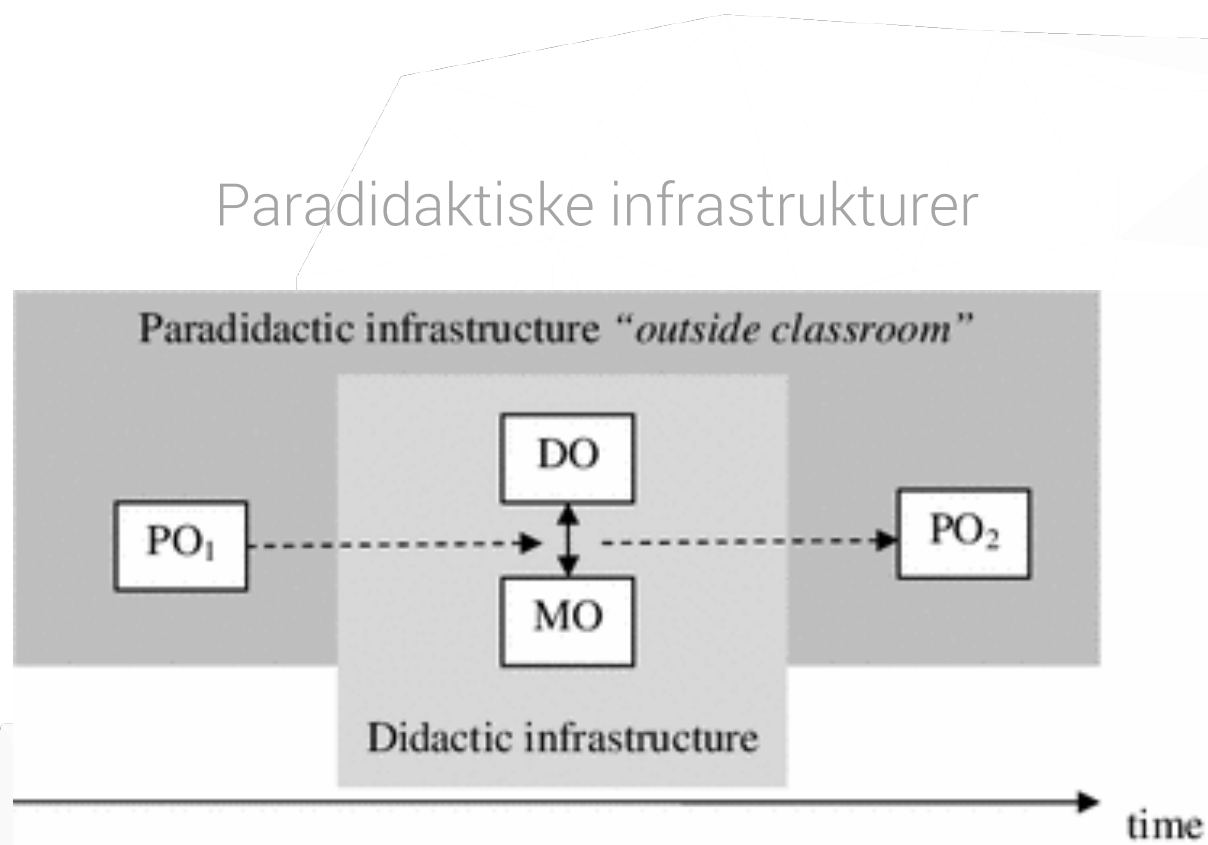 Paradidaktiske infrastrukturer
Paradidactic infrastructure “outside classroom”
DO
PO₁
PO₂
MO
Didactic infrastructure
time